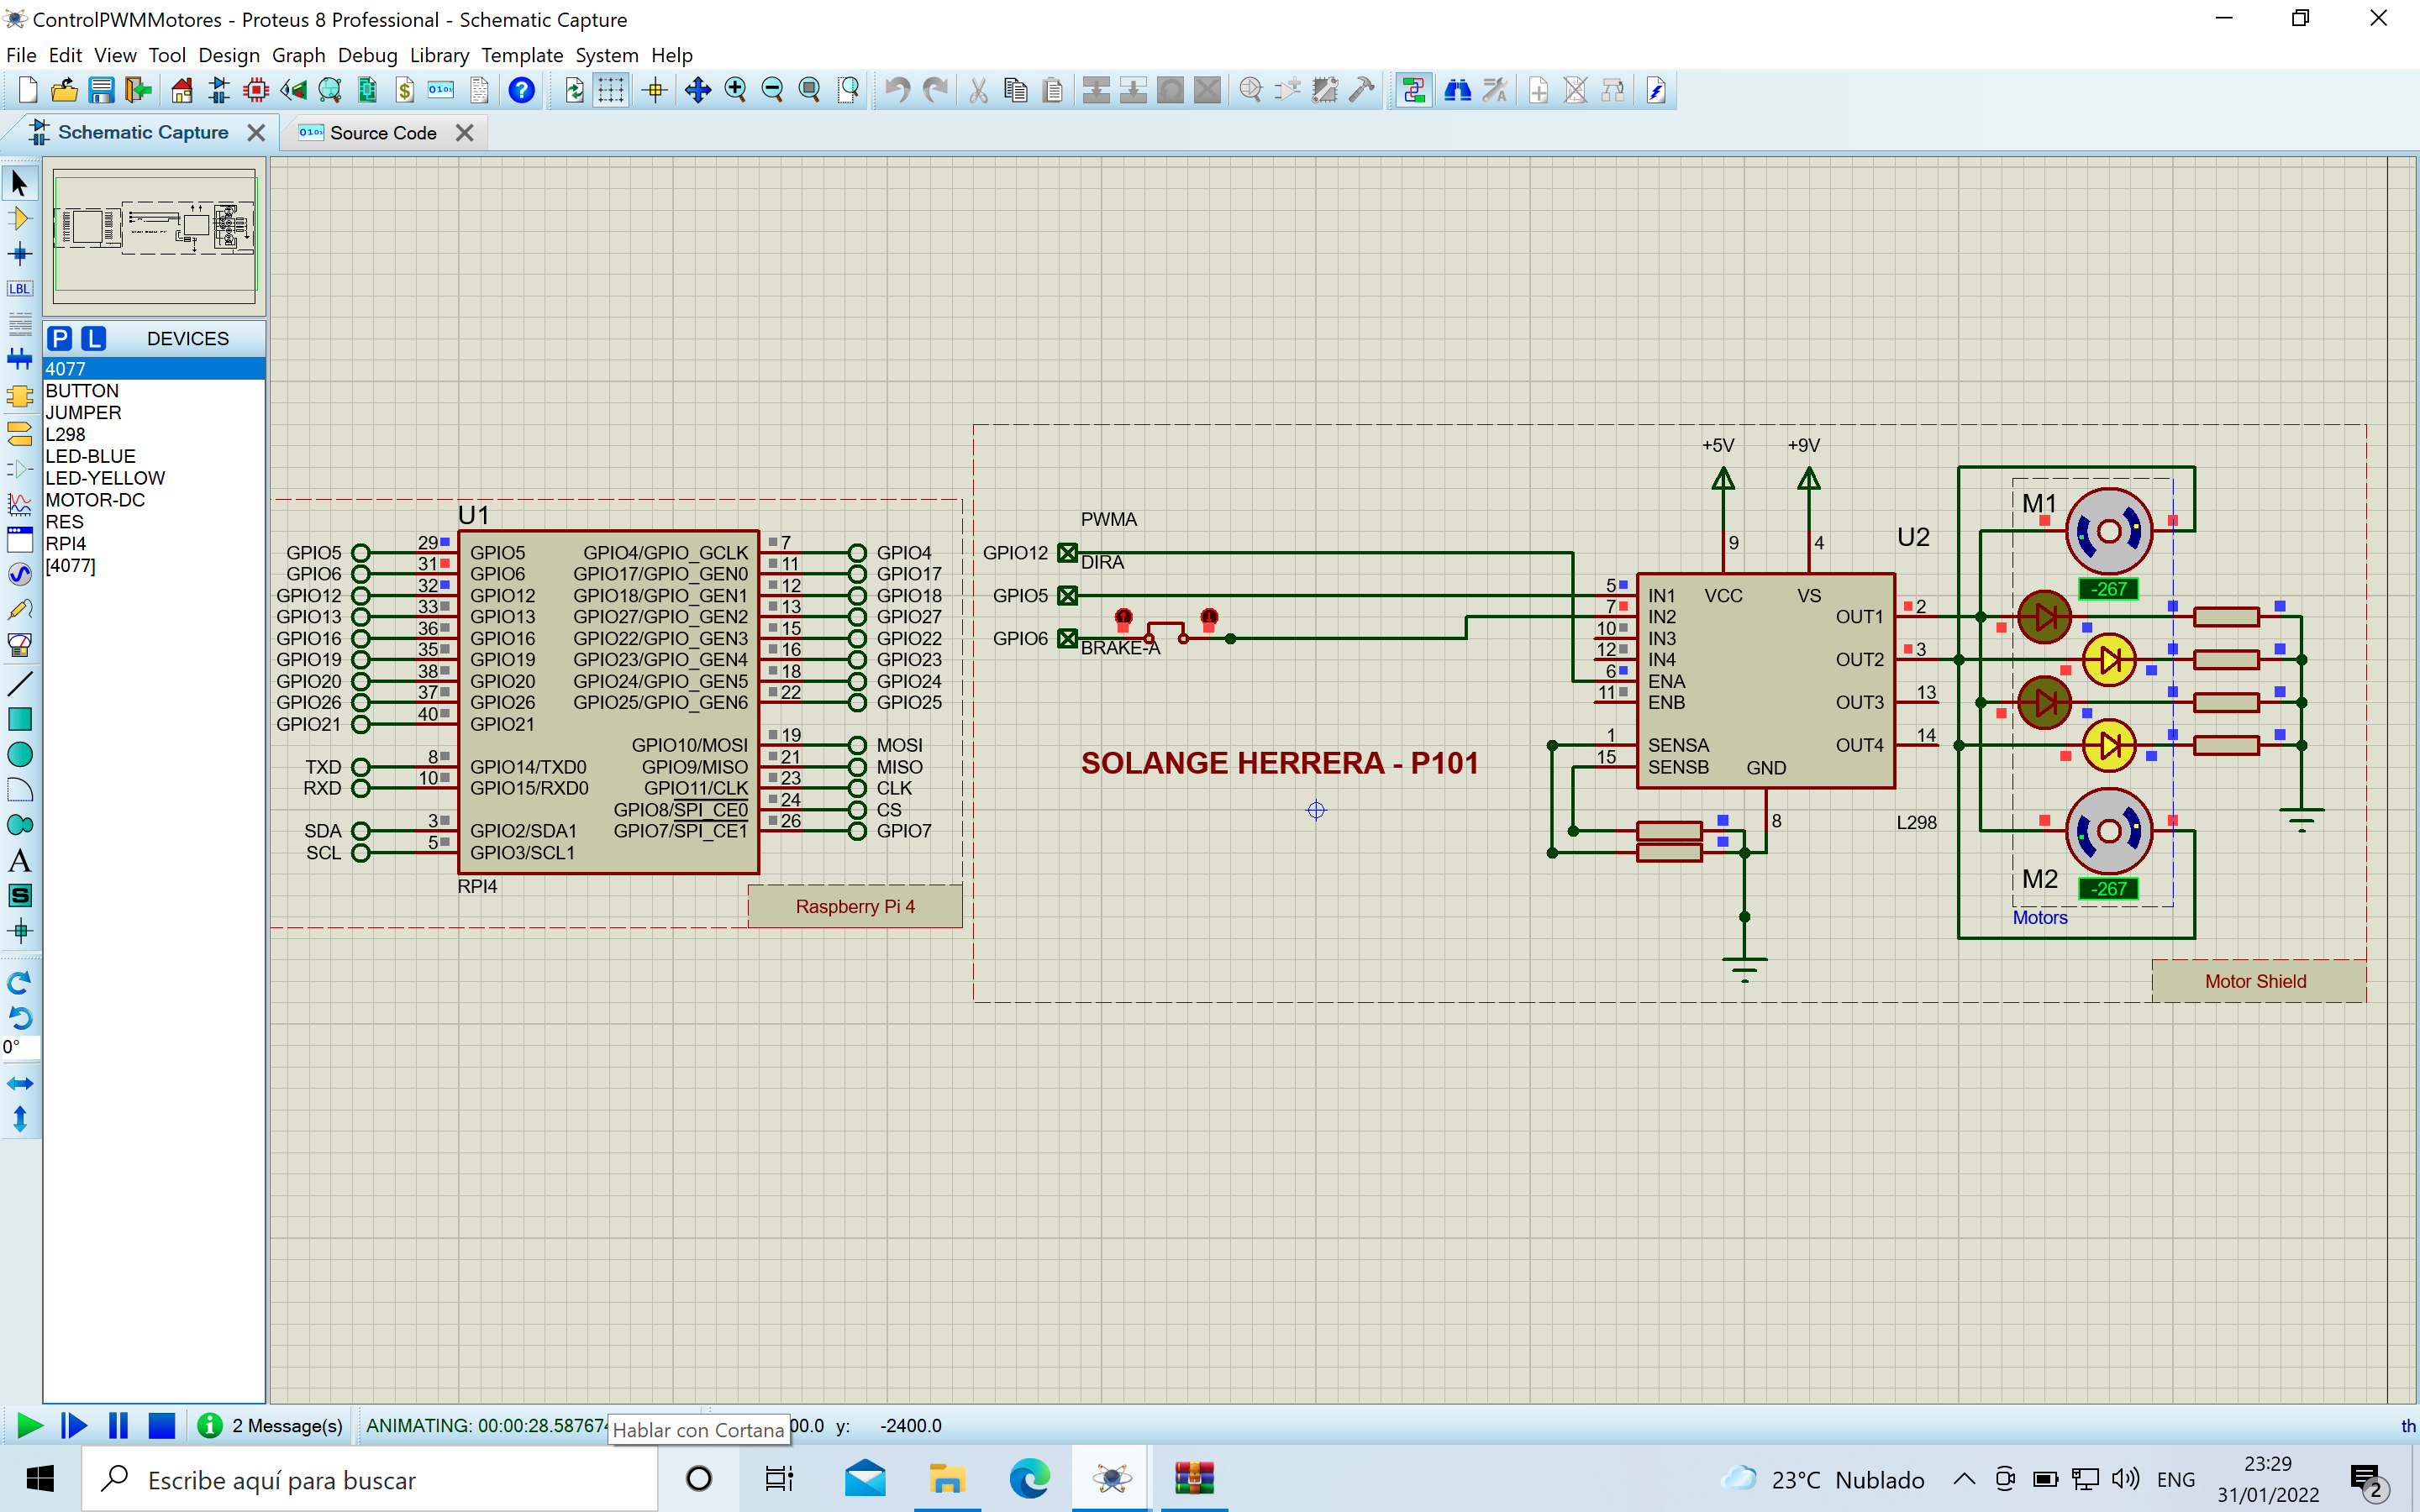 ControlPWMMotores - Proteus 8 Professional - Schematic Capture
File Edit View Tool Design Graph Debug Library Template System Help
Schematic Capture
Source Code
P L DEVICES
4077
BUTTON
JUMPER
L298
LED-BLUE
LED-YELLOW
MOTOR-DC
RES
RPI4
[4077]
LBL
A
S
0°
U1
GPIO5 29 GPIO5 GPIO4/GPIO_GCLK 7 GPIO4
GPIO6 31 GPIO6 GPIO17/GPIO_GEN0 11 GPIO17
GPIO12 32 GPIO12 GPIO18/GPIO_GEN1 12 GPIO18
GPIO13 33 GPIO13 GPIO27/GPIO_GEN2 13 GPIO27
GPIO16 36 GPIO16 GPIO22/GPIO_GEN3 15 GPIO22
GPIO19 35 GPIO19 GPIO23/GPIO_GEN4 16 GPIO23
GPIO20 38 GPIO20 GPIO24/GPIO_GEN5 18 GPIO24
GPIO26 37 GPIO26 GPIO25/GPIO_GEN6 22 GPIO25
GPIO21 40 GPIO21
GPIO10/MOSI 19 MOSI
TXD 8 GPIO14/TXD0 GPIO9/MISO 21 MISO
RXD 10 GPIO15/RXD0 GPIO11/CLK 23 CLK
GPIO8/SPI_CE0 24 CS
SDA 3 GPIO2/SDA1 GPIO7/SPI_CE1 26 GPIO7
SCL 5 GPIO3/SCL1
RPI4
Raspberry Pi 4
PWMA
GPIO12
DIRA
GPIO5
GPIO6
BRAKE-A
SOLANGE HERRERA - P101
+5V +9V
9 4
U2
5 IN1 VCC VS
7 IN2 OUT1 2
10 IN3
12 IN4 OUT2 3
6 ENA
11 ENB OUT3 13
1 SENSA OUT4 14
15 SENSB GND
8
L298
M1
-267
M2
-267
Motors
Motor Shield
2 Message(s)
ANIMATING: 00:00:28.58767
Hablar con Cortana
00.0 y: -2400.0
th
Escribe aquí para buscar
23°C Nublado
ENG
23:29
31/01/2022
2